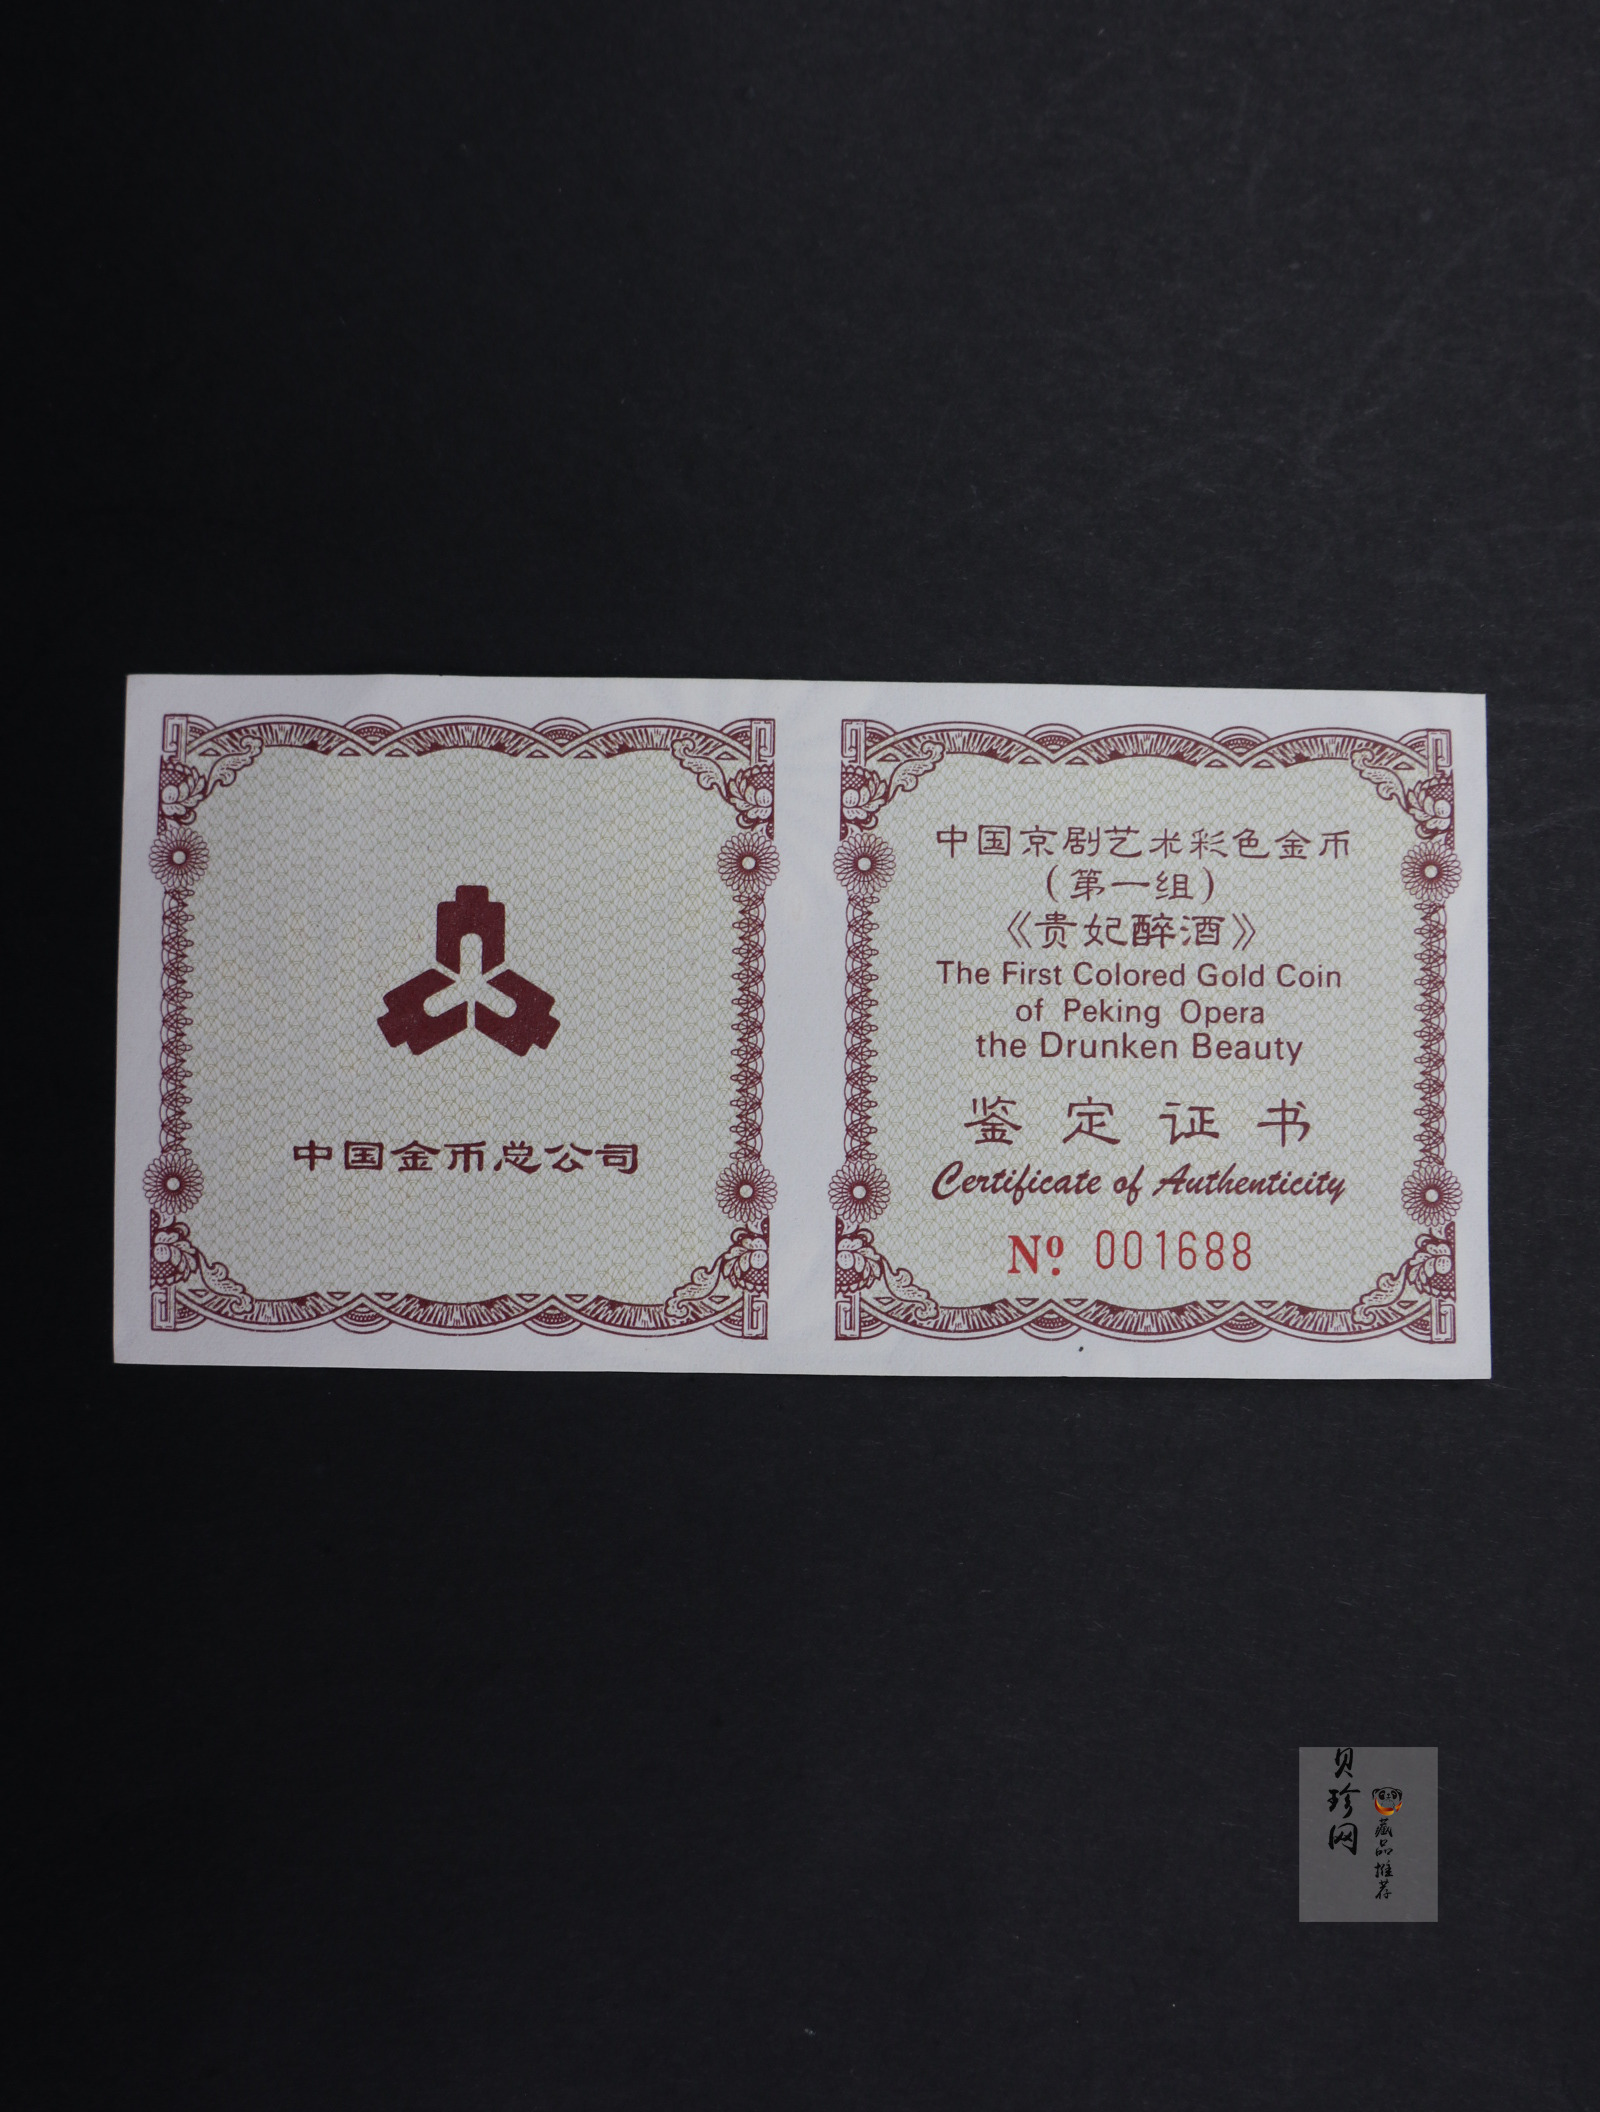 中国金币总公司
中国京剧艺术彩色金币
(第一组)
《贵妃醉酒》
The First Colored Gold Coin
of Peking Opera
the Drunken Beauty
鉴定证书
Certificate of Authenticity
Nº. 001688
贝珍网
藏品推荐